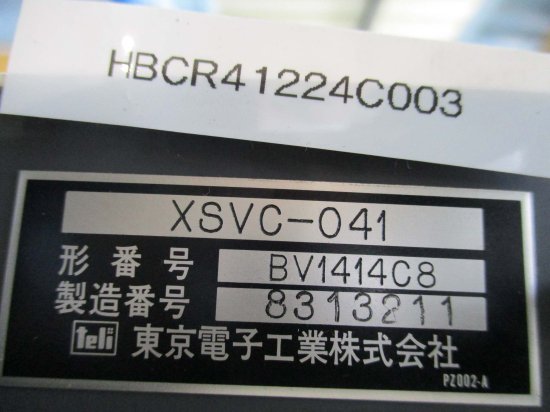 HBCR41224C003
XSVC-041
形番号 BV1414C8
製造番号 8313211
teli 東京電子工業株式会社
PZ002-A